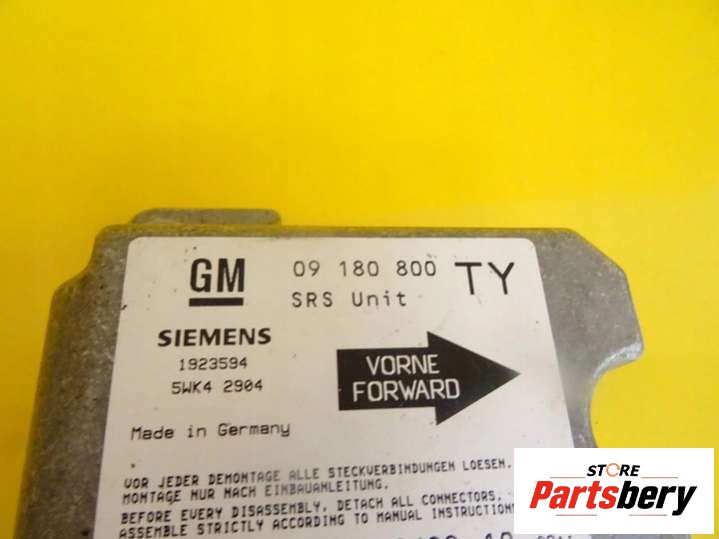 GM 09 180 800 TY
SRS Unit
SIEMENS
1923594
5WK4 2904
VORNE
FORWARD
Made in Germany
VOR JEDER DEMONTAGE ALLE STECKVERBINDUNGEN LOESEN.
MONTAGE NUR NACH EINBAUANLEITUNG.
BEFORE EVERY DISASSEMBLY, DETACH ALL CONNECTORS,
ASSEMBLE STRICTLY ACCORDING TO MANUAL INSTRUCTION
STORE
Partsbery